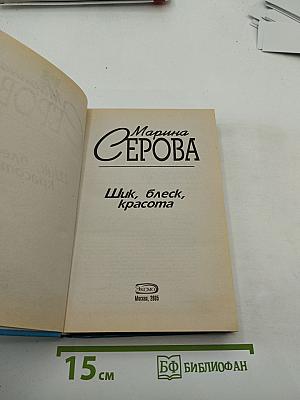 Марина
СЕРОВА
Шик, блеск,
красота
ЭКСМО
Москва, 2005
15 см
БФ БИБЛИОФАН